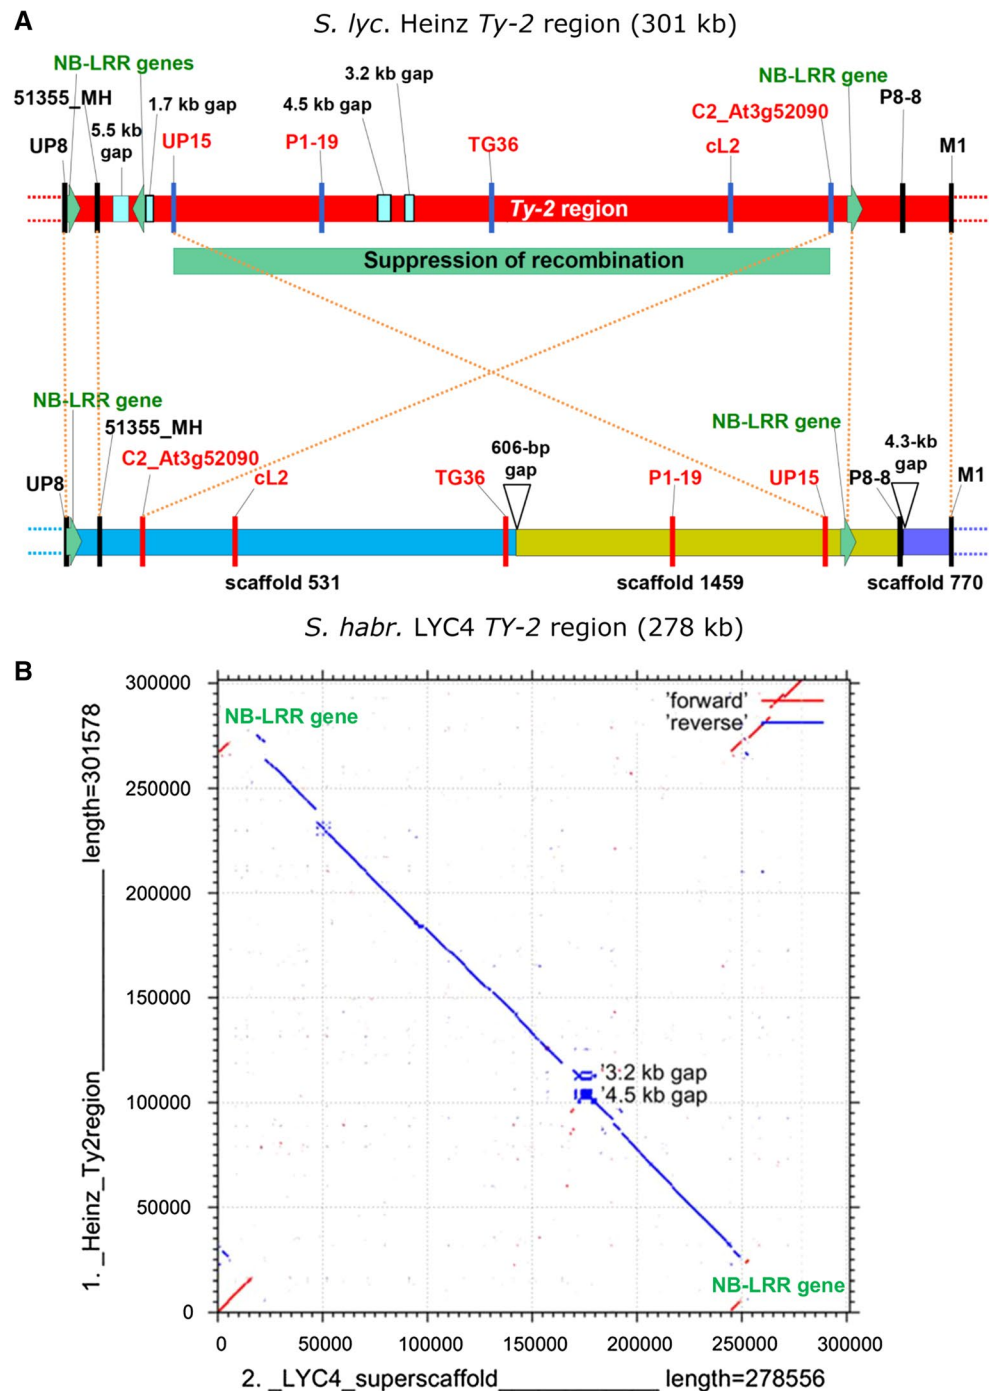 A
S. lyc. Heinz Ty-2 region (301 kb)
NB-LRR genes
3.2 kb gap
NB-LRR gene
51355_MH
1.7 kb gap
4.5 kb gap
P8-8
C2_At3g52090
UP8
5.5 kb
gap
UP15
P1-19
TG36
cL2
M1
Ty-2 region
Suppression of recombination
NB-LRR gene
51355_MH
NB-LRR gene
C2_At3g52090
606-bp
gap
4.3-kb
gap
UP8
cL2
TG36
P1-19
UP15
P8-8
M1
scaffold 531
scaffold 1459
scaffold 770
S. habr. LYC4 TY-2 region (278 kb)
B
300000
250000
200000
150000
100000
50000
0
NB-LRR gene
'forward'
'reverse'
'3.2 kb gap
'4.5 kb gap
NB-LRR gene
1. _Heinz_Ty2region____________________length=301578
0 50000 100000 150000 200000 250000 300000
2. _LYC4_superscaffold______________ length=278556